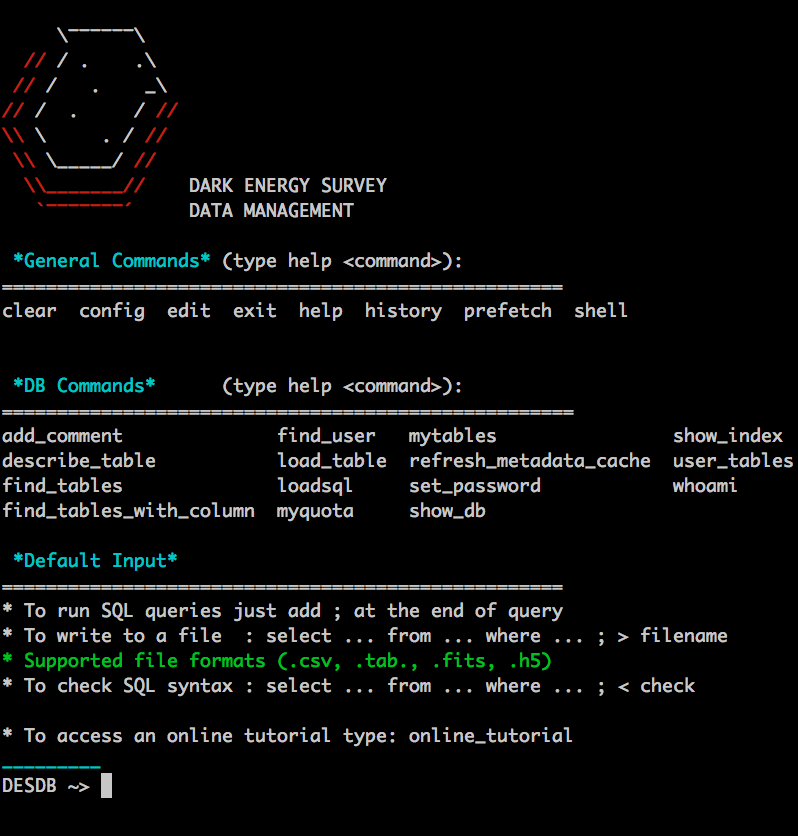 DARK ENERGY SURVEY
DATA MANAGEMENT
*General Commands* (type help <command>):
===================================================
clear  config  edit  exit  help  history  prefetch  shell
*DB Commands*      (type help <command>):
====================================================
add_comment              find_user   mytables                show_index
describe_table           load_table  refresh_metadata_cache  user_tables
find_tables              loadsql     set_password            whoami
find_tables_with_column  myquota     show_db
*Default Input*
===================================================
* To run SQL queries just add ; at the end of query
* To write to a file  : select ... from ... where ... ; > filename
* Supported file formats (.csv, .tab., .fits, .h5)
* To check SQL syntax : select ... from ... where ... ; < check
* To access an online tutorial type: online_tutorial
_________
DESDB ~>